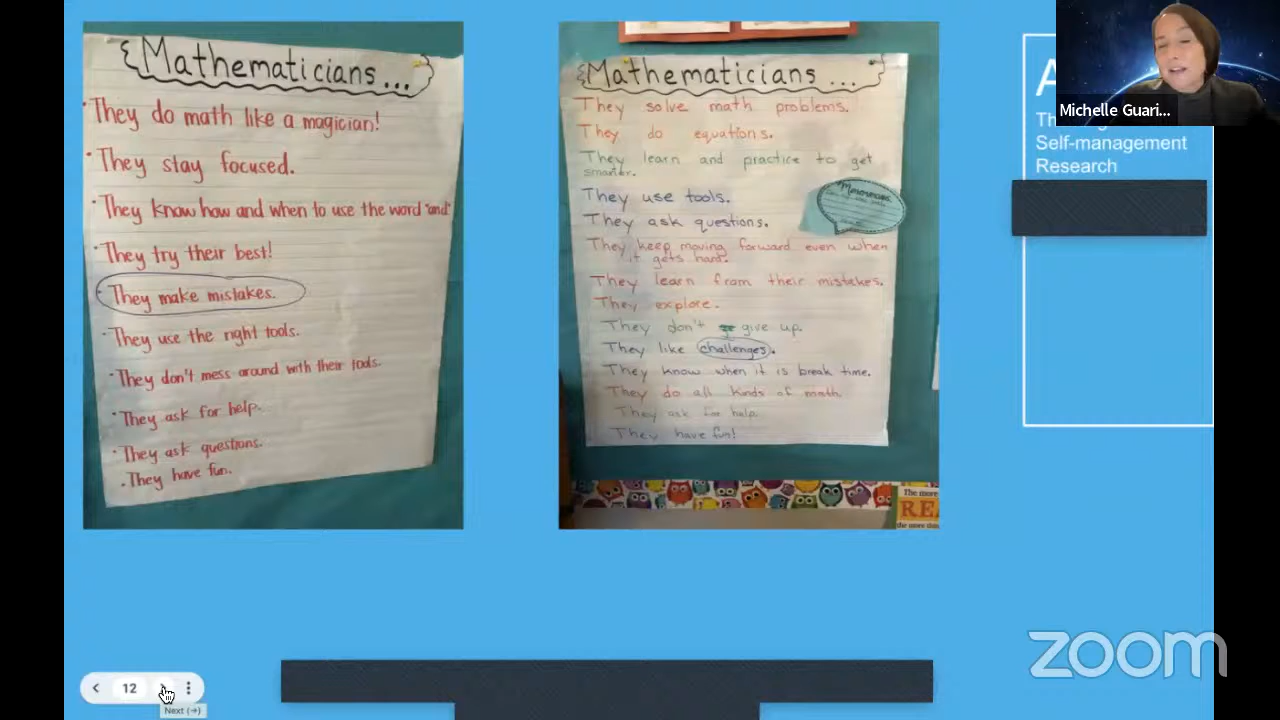 Mathematicians...
They do math like a magician!
They stay focused.
They know how and when to use the word "and"
They try their best!
They make mistakes.
They use the right tools.
They don't mess around with their tools.
They ask for help.
They ask questions.
They have fun.
Mathematicians...
They solve math problems.
They do equations.
They learn and practice to get
smarter.
They use tools.
They ask questions.
They keep moving forward even when
it gets hard.
They learn from their mistakes.
They explore.
They don't give up.
They like challenges.
They know when it is break time.
They do all kinds of math.
They ask for help.
They have fun!
The more
REA
the more
Michelle Guari...
A
Th
Self-management
Research
12
Next (→)
zoom